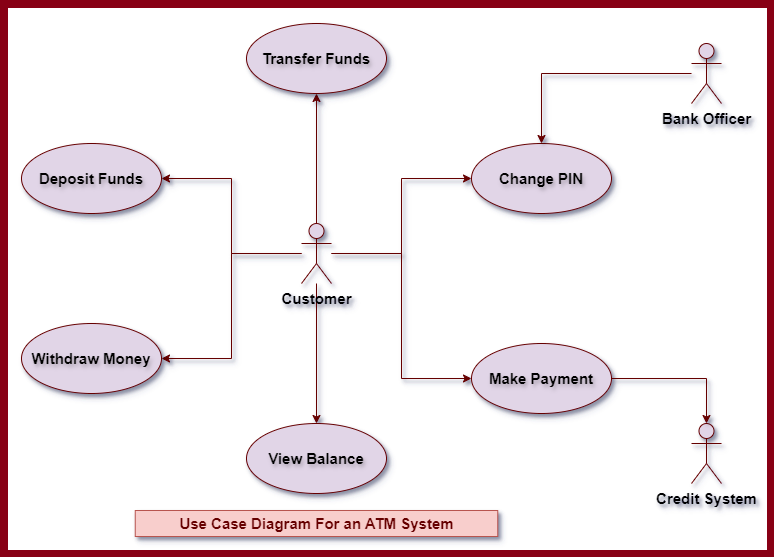 Transfer Funds
Bank Officer
Deposit Funds
Change PIN
Customer
Withdraw Money
Make Payment
View Balance
Credit System
Use Case Diagram For an ATM System